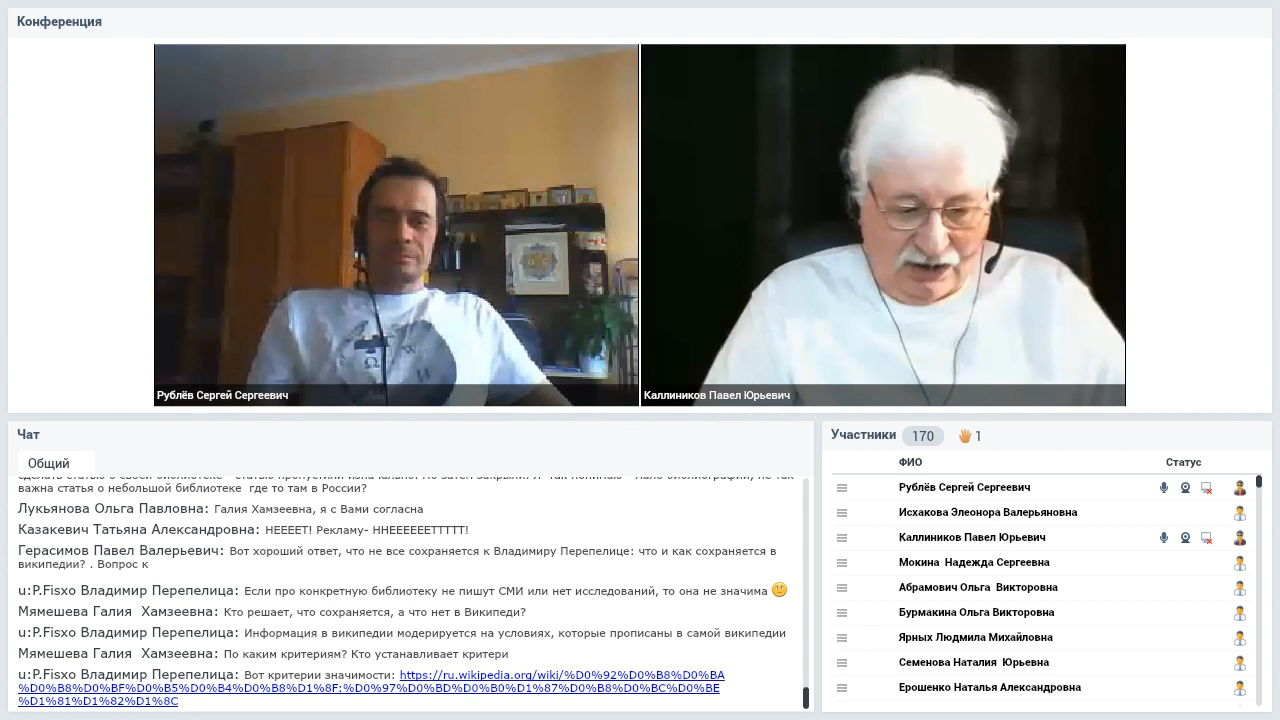 Конференция
Рублёв Сергей Сергеевич
Каллиников Павел Юрьевич
Чат
Общий
важна статья о небольшой библиотеке где то там в России?
Лукьянова Ольга Павловна: Галия Хамзеевна, я с Вами согласна
Казакевич Татьяна Александровна: НЕЕЕЕТ! Рекламу- ННЕЕЕЕЕЕТТТТТ!
Герасимов Павел Валерьевич: Вот хороший ответ, что не все сохраняется к Владимиру Перепелице: что и как сохраняется в
википедии? . Вопрос к
u:P.Fisxo Владимир Перепелица: Если про конкретную библиотеку не пишут СМИ или нет исследований, то она не значима
Мямешева Галия Хамзеевна: Кто решает, что сохраняется, а что нет в Википеди?
u:P.Fisxo Владимир Перепелица: Информация в википедии модерируется на условиях, которые прописаны в самой википедии
Мямешева Галия Хамзеевна: По каким критериям? Кто устанавливает критери
u:P.Fisxo Владимир Перепелица: Вот критерии значимости: https://ru.wikipedia.org/wiki/%D0%92%D0%B8%D0%BA
%D0%B8%D0%BF%D0%B5%D0%B4%D0%B8%D1%8F:%D0%97%D0%BD%D0%B0%D1%87%D0%B8%D0%BC%D0%BE
%D1%81%D1%82%D1%8C
Участники 170 1
ФИО Статус
Рублёв Сергей Сергеевич
Исхакова Элеонора Валерьяновна
Каллиников Павел Юрьевич
Мокина Надежда Сергеевна
Абрамович Ольга Викторовна
Бурмакина Ольга Викторовна
Ярных Людмила Михайловна
Семенова Наталия Юрьевна
Ерошенко Наталья Александровна